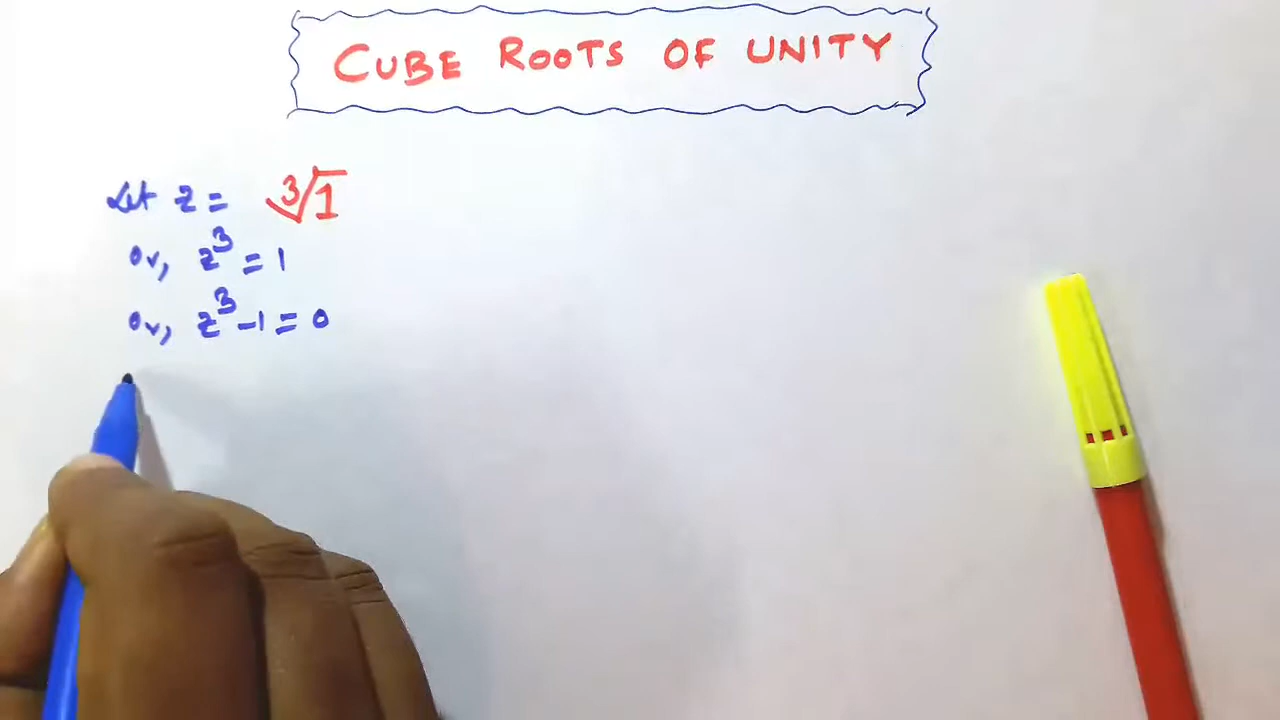 CUBE ROOTS OF UNITY
Let z = ∛1
or, z³ = 1
or, z³ - 1 = 0